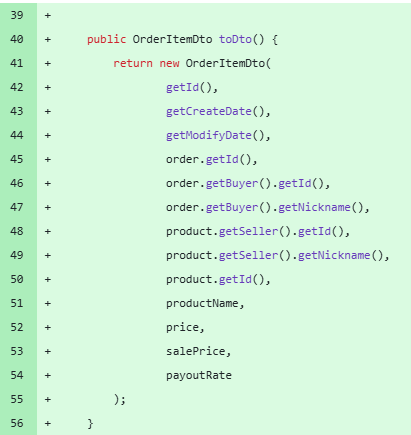 39 +
40 +     public OrderItemDto toDto() {
41 +         return new OrderItemDto(
42 +                 getId(),
43 +                 getCreateDate(),
44 +                 getModifyDate(),
45 +                 order.getId(),
46 +                 order.getBuyer().getId(),
47 +                 order.getBuyer().getNickname(),
48 +                 product.getSeller().getId(),
49 +                 product.getSeller().getNickname(),
50 +                 product.getId(),
51 +                 productName,
52 +                 price,
53 +                 salePrice,
54 +                 payoutRate
55 +         );
56 +     }